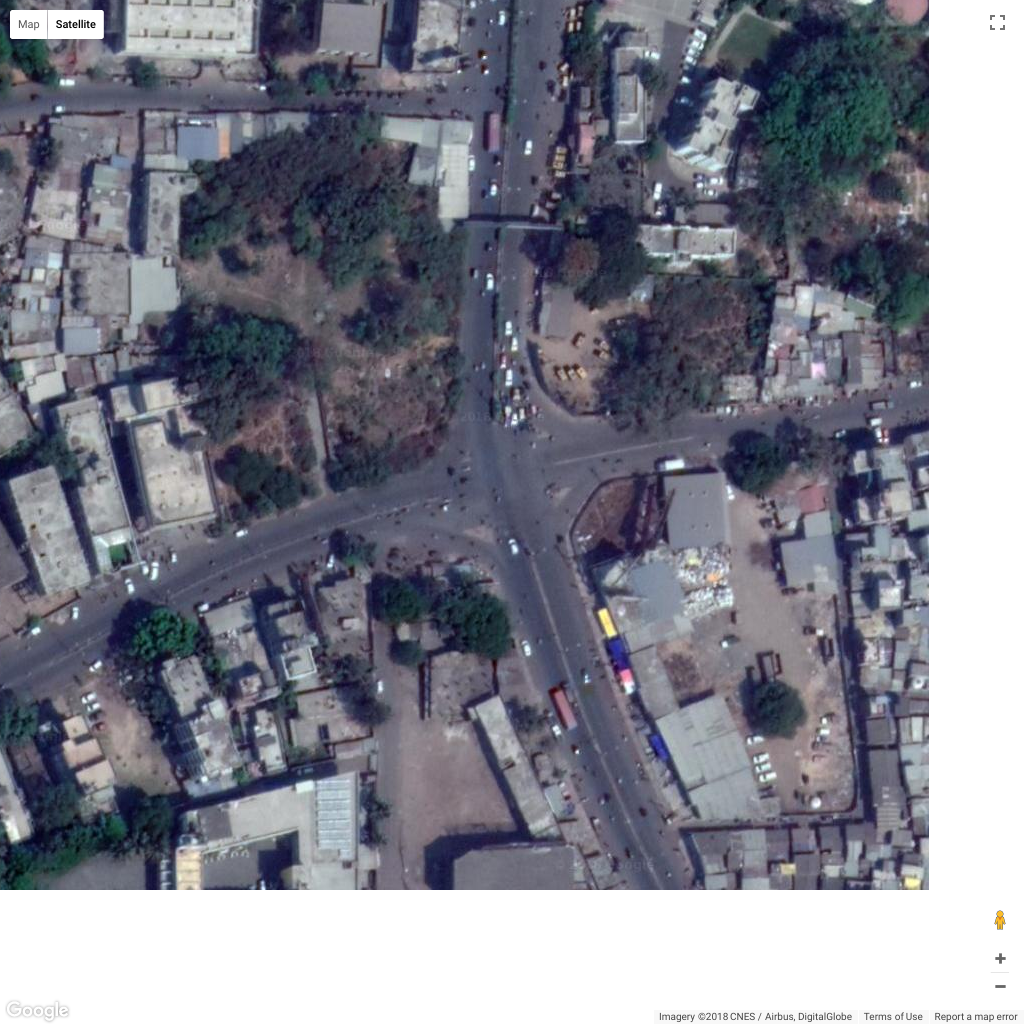 Map Satellite
Google
Imagery ©2018 CNES / Airbus, DigitalGlobe Terms of Use Report a map error